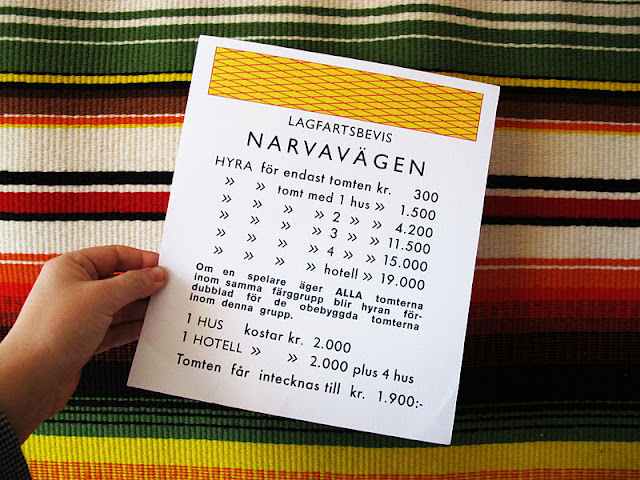 LAGFARTSBEVIS
NARVAVÄGEN
HYRA för endast tomten kr. 300
» » tomt med 1 hus » 1.500
» » » » 2 » » 4.200
» » » » 3 » » 11.500
» » » » 4 » » 15.000
» » » » hotell » 19.000
Om en spelare äger ALLA tomterna
inom samma färggrupp blir hyran för-
dubblad för de obebyggda tomterna
inom denna grupp.
1 HUS kostar kr. 2.000
1 HOTELL » » 2.000 plus 4 hus
Tomten får intecknas till kr. 1.900:-